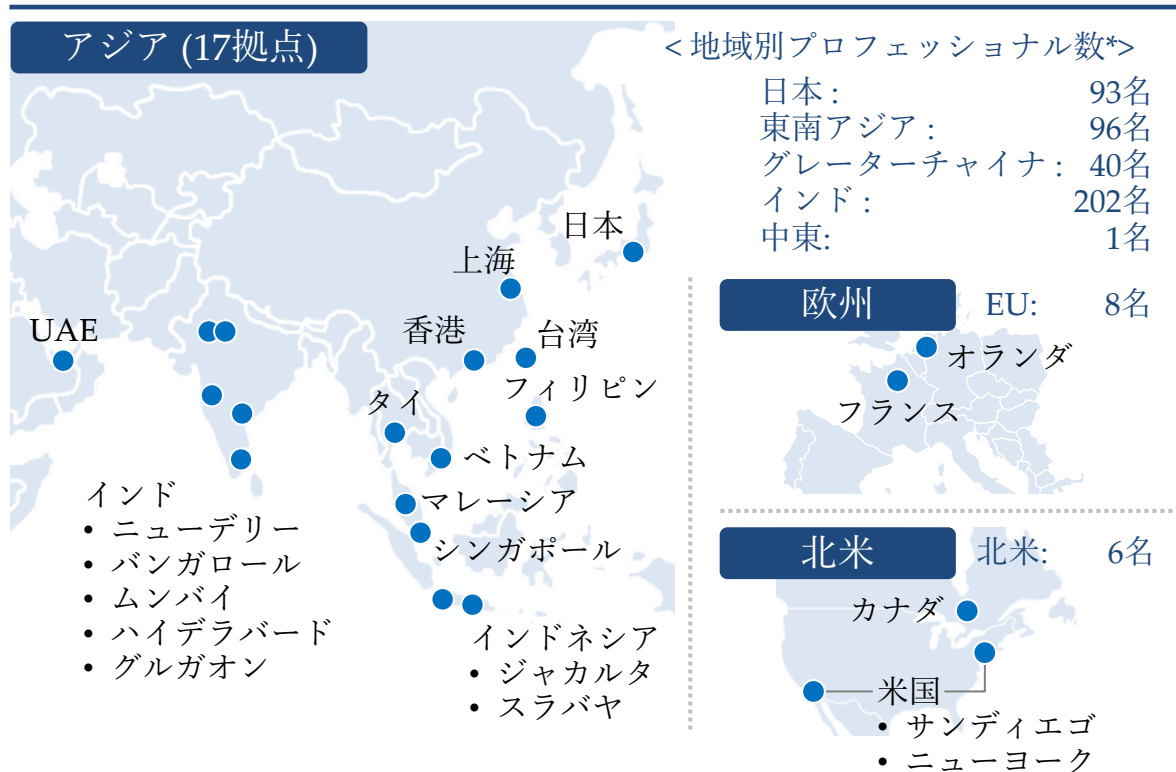 アジア (17拠点)
日本
上海
UAE
香港
台湾
フィリピン
タイ
ベトナム
マレーシア
シンガポール
インド
• ニューデリー
• バンガロール
• ムンバイ
• ハイデラバード
• グルガオン
インドネシア
• ジャカルタ
• スラバヤ
<地域別プロフェッショナル数*>
日本: 93名
東南アジア: 96名
グレーターチャイナ: 40名
インド: 202名
中東: 1名
欧州 EU: 8名
オランダ
フランス
北米 北米: 6名
カナダ
米国
• サンディエゴ
• ニューヨーク